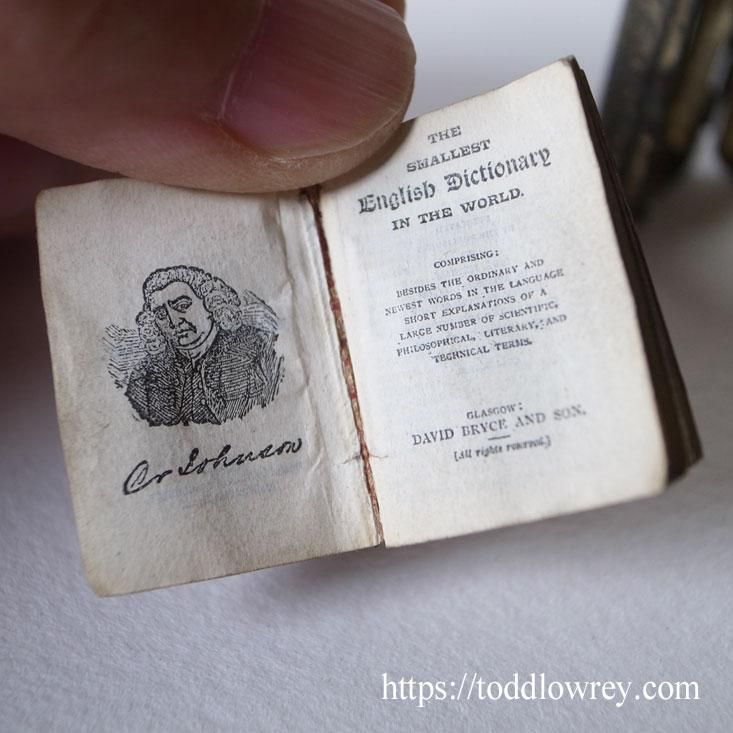 Dr Johnson
THE
SMALLEST
English Dictionary
IN THE WORLD.
COMPRISING:
BESIDES THE ORDINARY AND
NEWEST WORDS IN THE LANGUAGE
SHORT EXPLANATIONS OF A
LARGE NUMBER OF SCIENTIFIC,
PHILOSOPHICAL, LITERARY, AND
TECHNICAL TERMS.
GLASGOW:
DAVID BRYCE AND SON.
[All rights reserved.]
https://toddlowrey.com